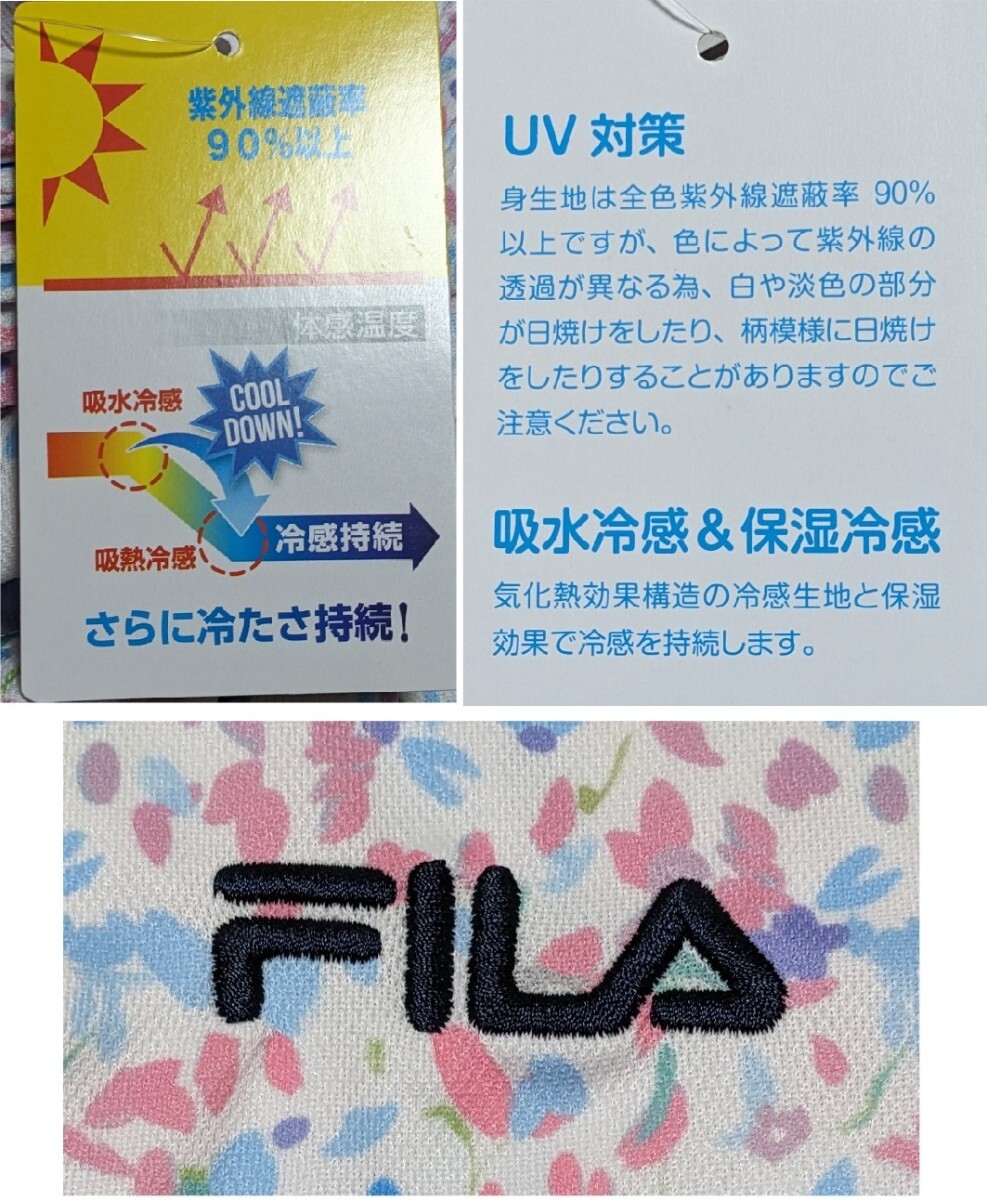 紫外線遮蔽率
90%以上
体感温度
吸水冷感
COOL
DOWN!
吸熱冷感
冷感持続
さらに冷たさ持続!
UV 対策
身生地は全色紫外線遮蔽率 90%
以上ですが、色によって紫外線の
透過が異なる為、白や淡色の部分
が日焼けをしたり、柄模様に日焼け
をしたりすることがありますのでご
注意ください。
吸水冷感&保湿冷感
気化熱効果構造の冷感生地と保湿
効果で冷感を持続します。
FILA